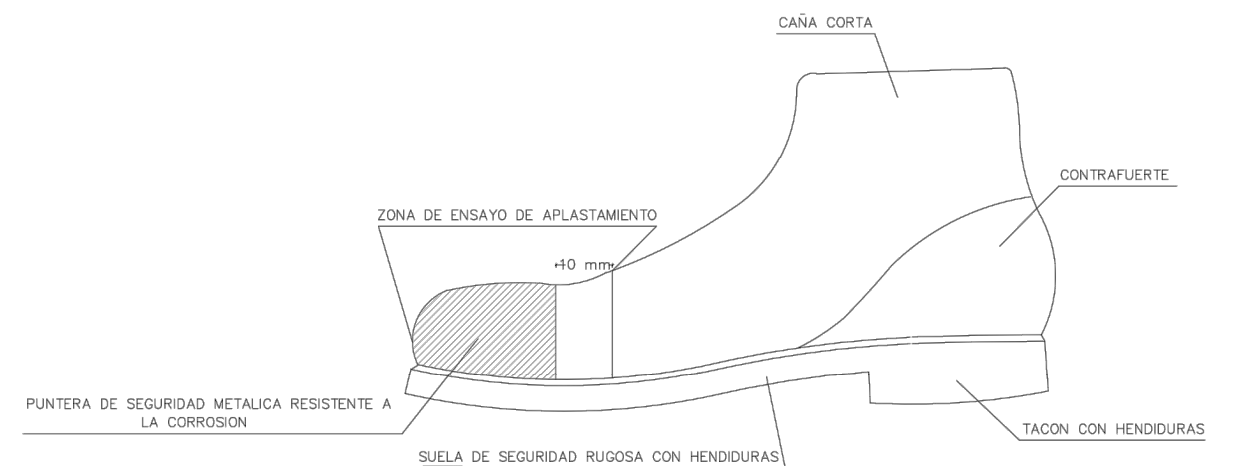 CAÑA CORTA
CONTRAFUERTE
ZONA DE ENSAYO DE APLASTAMIENTO
10 mm
PUNTERA DE SEGURIDAD METALICA RESISTENTE A
LA CORROSION
TACON CON HENDIDURAS
SUELA DE SEGURIDAD RUGOSA CON HENDIDURAS